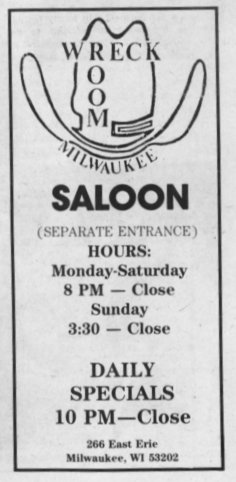 WRECK
ROOM
MILWAUKEE
SALOON
(SEPARATE ENTRANCE)
HOURS:
Monday-Saturday
8 PM — Close
Sunday
3:30 — Close
DAILY
SPECIALS
10 PM—Close
266 East Erie
Milwaukee, WI 53202